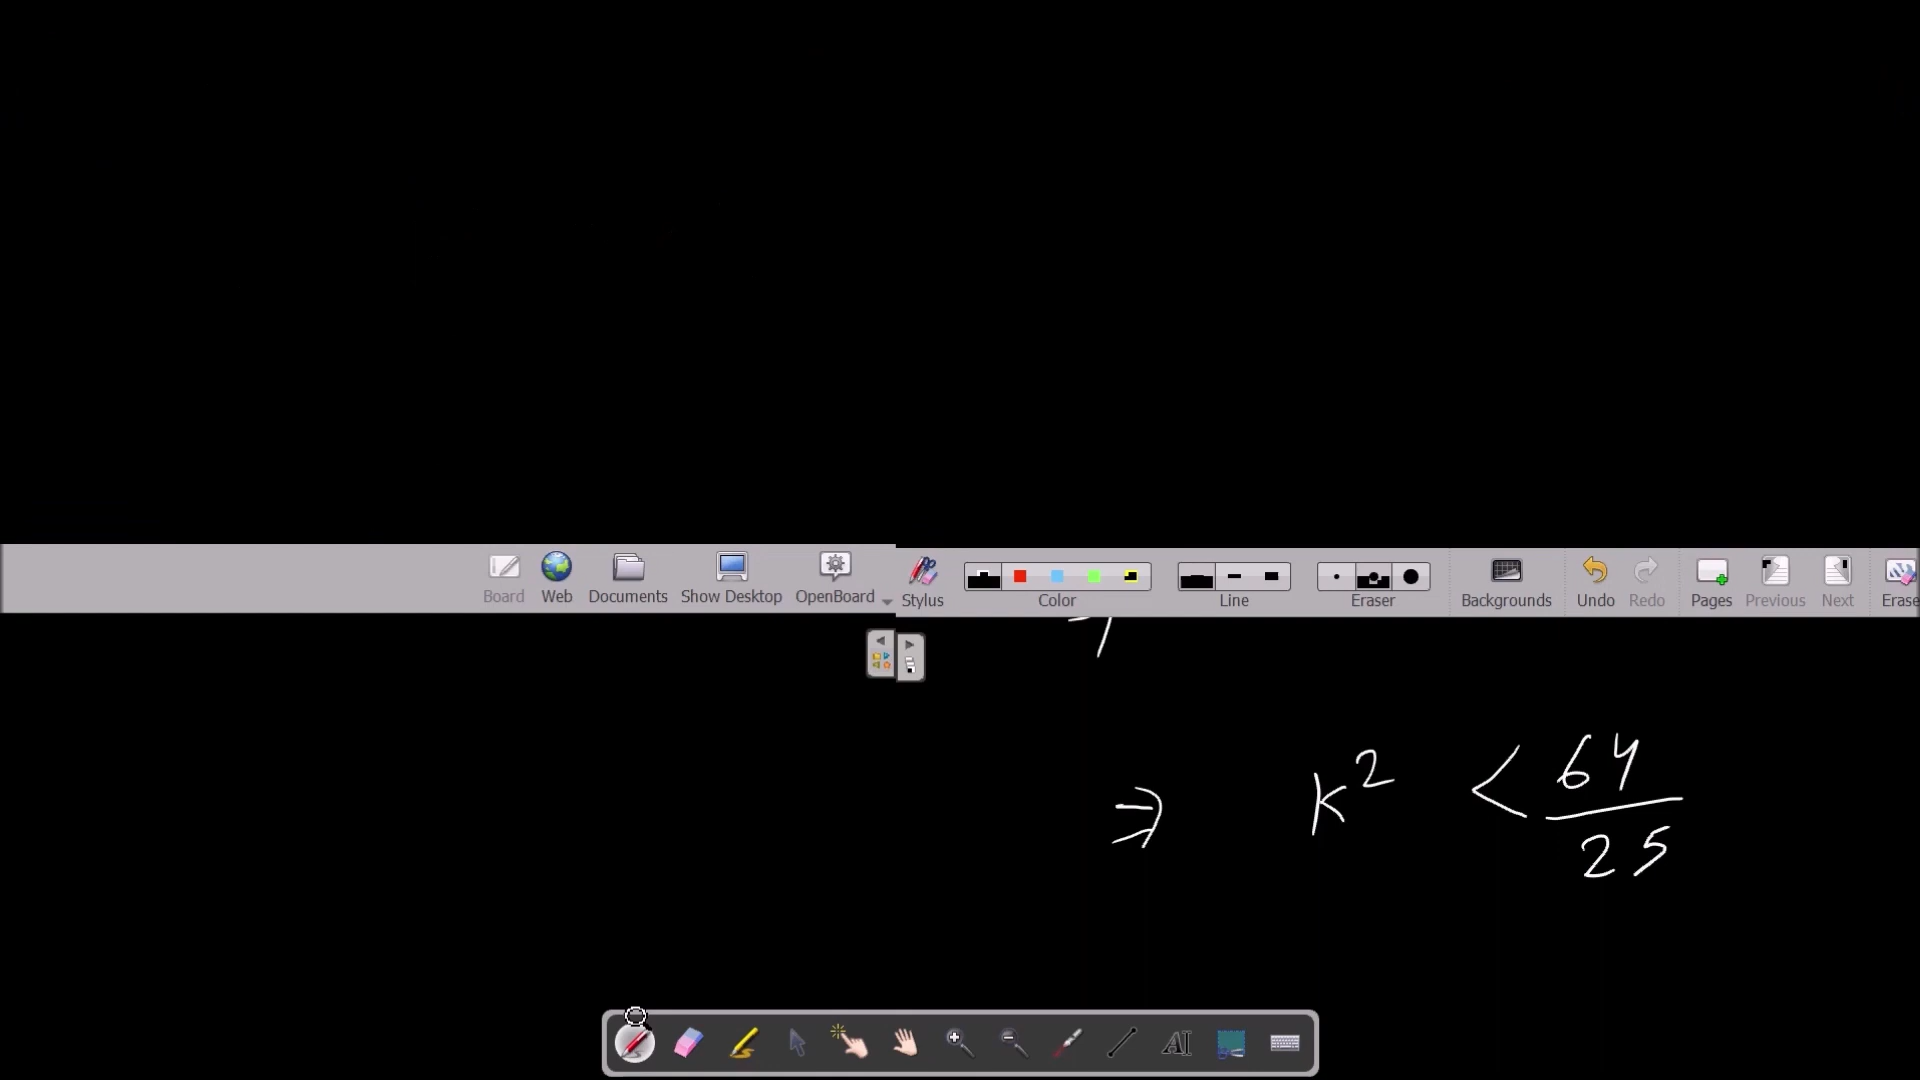 Board Web Documents Show Desktop OpenBoard Stylus Color Line Eraser Backgrounds Undo Redo Pages Previous Next Erase
⇒ k² < 64/25
AI